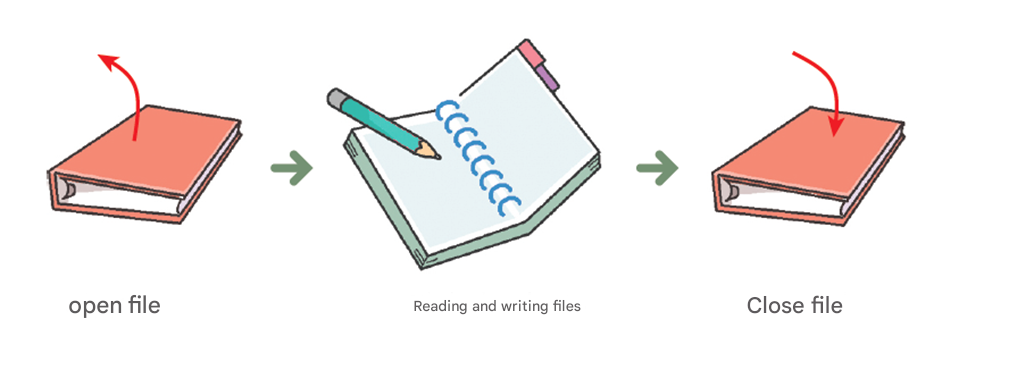 open file
Reading and writing files
Close file